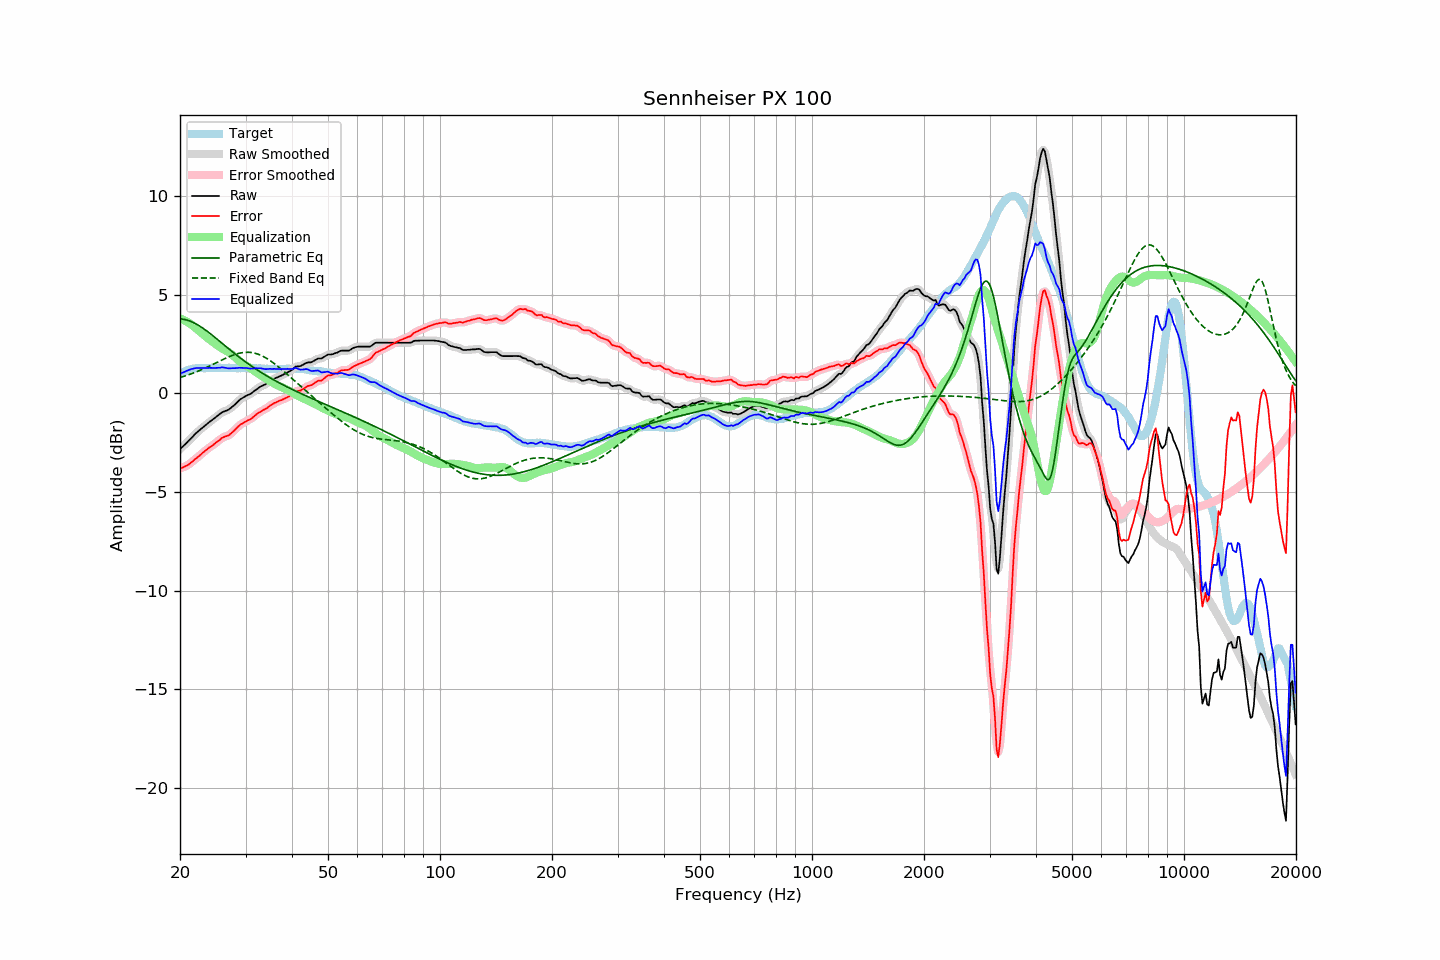 Sennheiser PX 100
Target
Raw Smoothed
Error Smoothed
Raw
Error
Equalization
Parametric Eq
Fixed Band Eq
Equalized
Amplitude (dBr)
10
5
0
−5
−10
−15
−20
20
50
100
200
500
1000
2000
5000
10000
20000
Frequency (Hz)